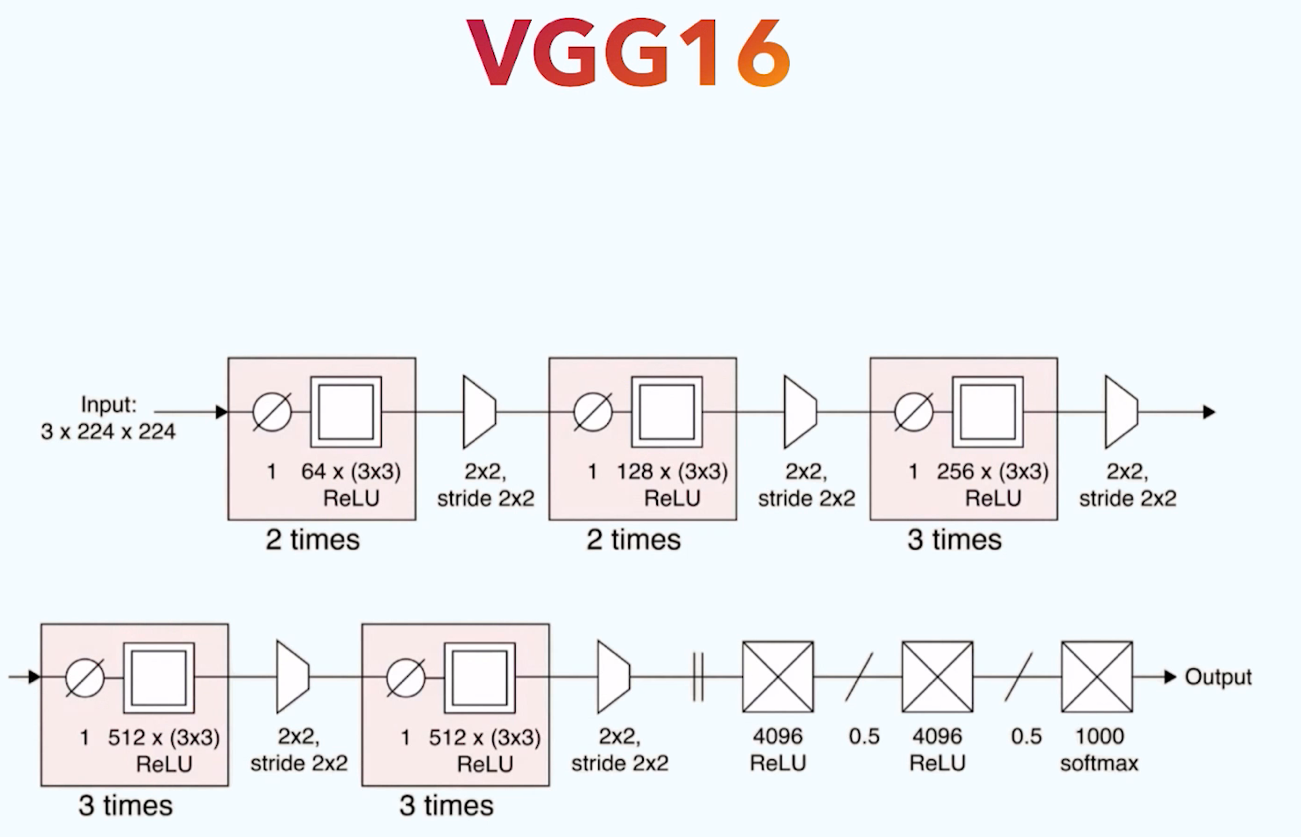 VGG16
Input:
3 x 224 x 224
1 64 x (3x3)
ReLU
2 times
2x2,
stride 2x2
1 128 x (3x3)
ReLU
2 times
2x2,
stride 2x2
1 256 x (3x3)
ReLU
3 times
2x2,
stride 2x2
1 512 x (3x3)
ReLU
3 times
2x2,
stride 2x2
1 512 x (3x3)
ReLU
3 times
2x2,
stride 2x2
4096
ReLU
0.5
4096
ReLU
0.5
1000
softmax
Output